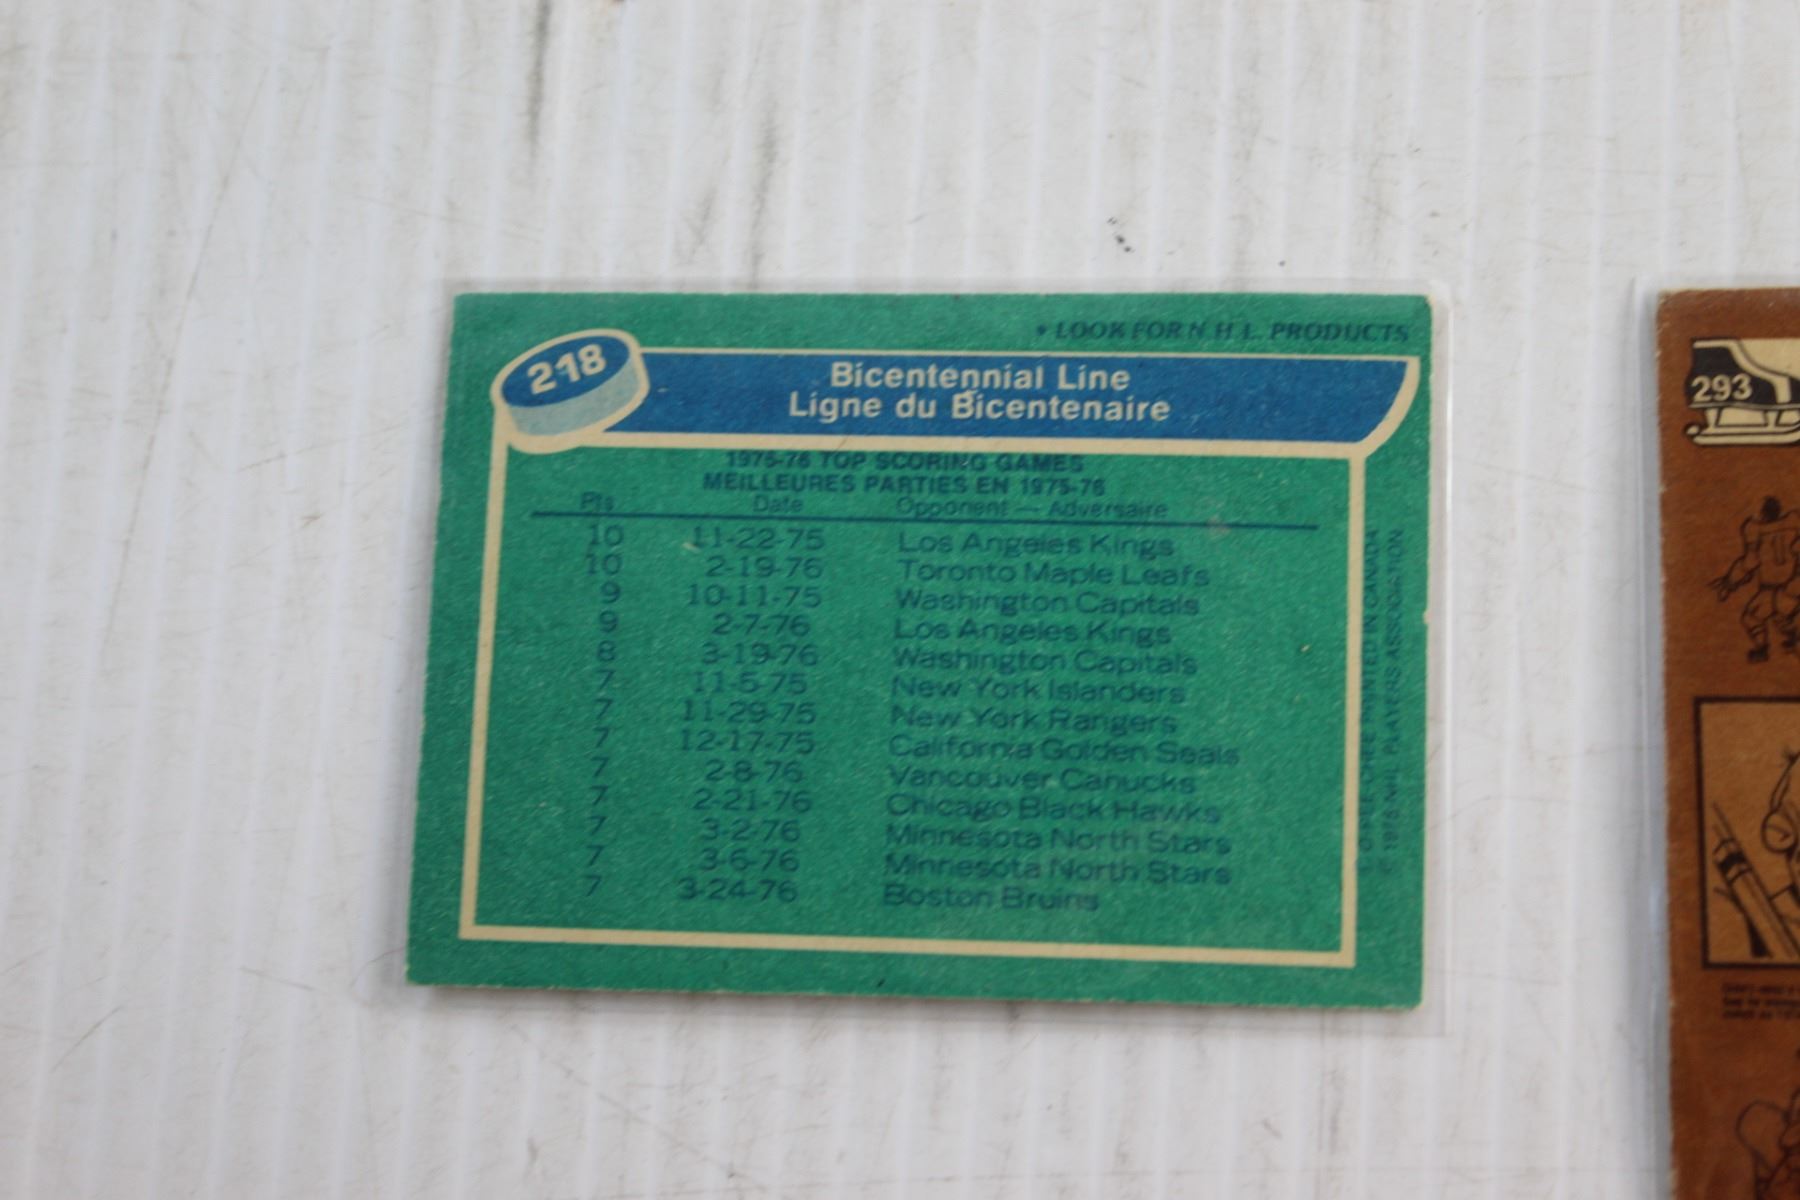 • LOOK FOR N H L. PRODUCTS
218
Bicentennial Line
Ligne du Bicentenaire
1975-76 TOP SCORING GAMES
MEILLEURES PARTIES EN 1975-76
Pts Date Opponent — Adversaire
10 11-22-75 Los Angeles Kings
10 2-19-76 Toronto Maple Leafs
9 10-11-75 Washington Capitals
9 2-7-76 Los Angeles Kings
8 3-19-76 Washington Capitals
7 11-5-75 New York Islanders
7 11-29-75 New York Rangers
7 12-17-75 California Golden Seals
7 2-8-76 Vancouver Canucks
7 2-21-76 Chicago Black Hawks
7 3-2-76 Minnesota North Stars
7 3-6-76 Minnesota North Stars
7 3-24-76 Boston Bruins
PRINTED IN CANADA
PLAYERS ASSOCIATION
293